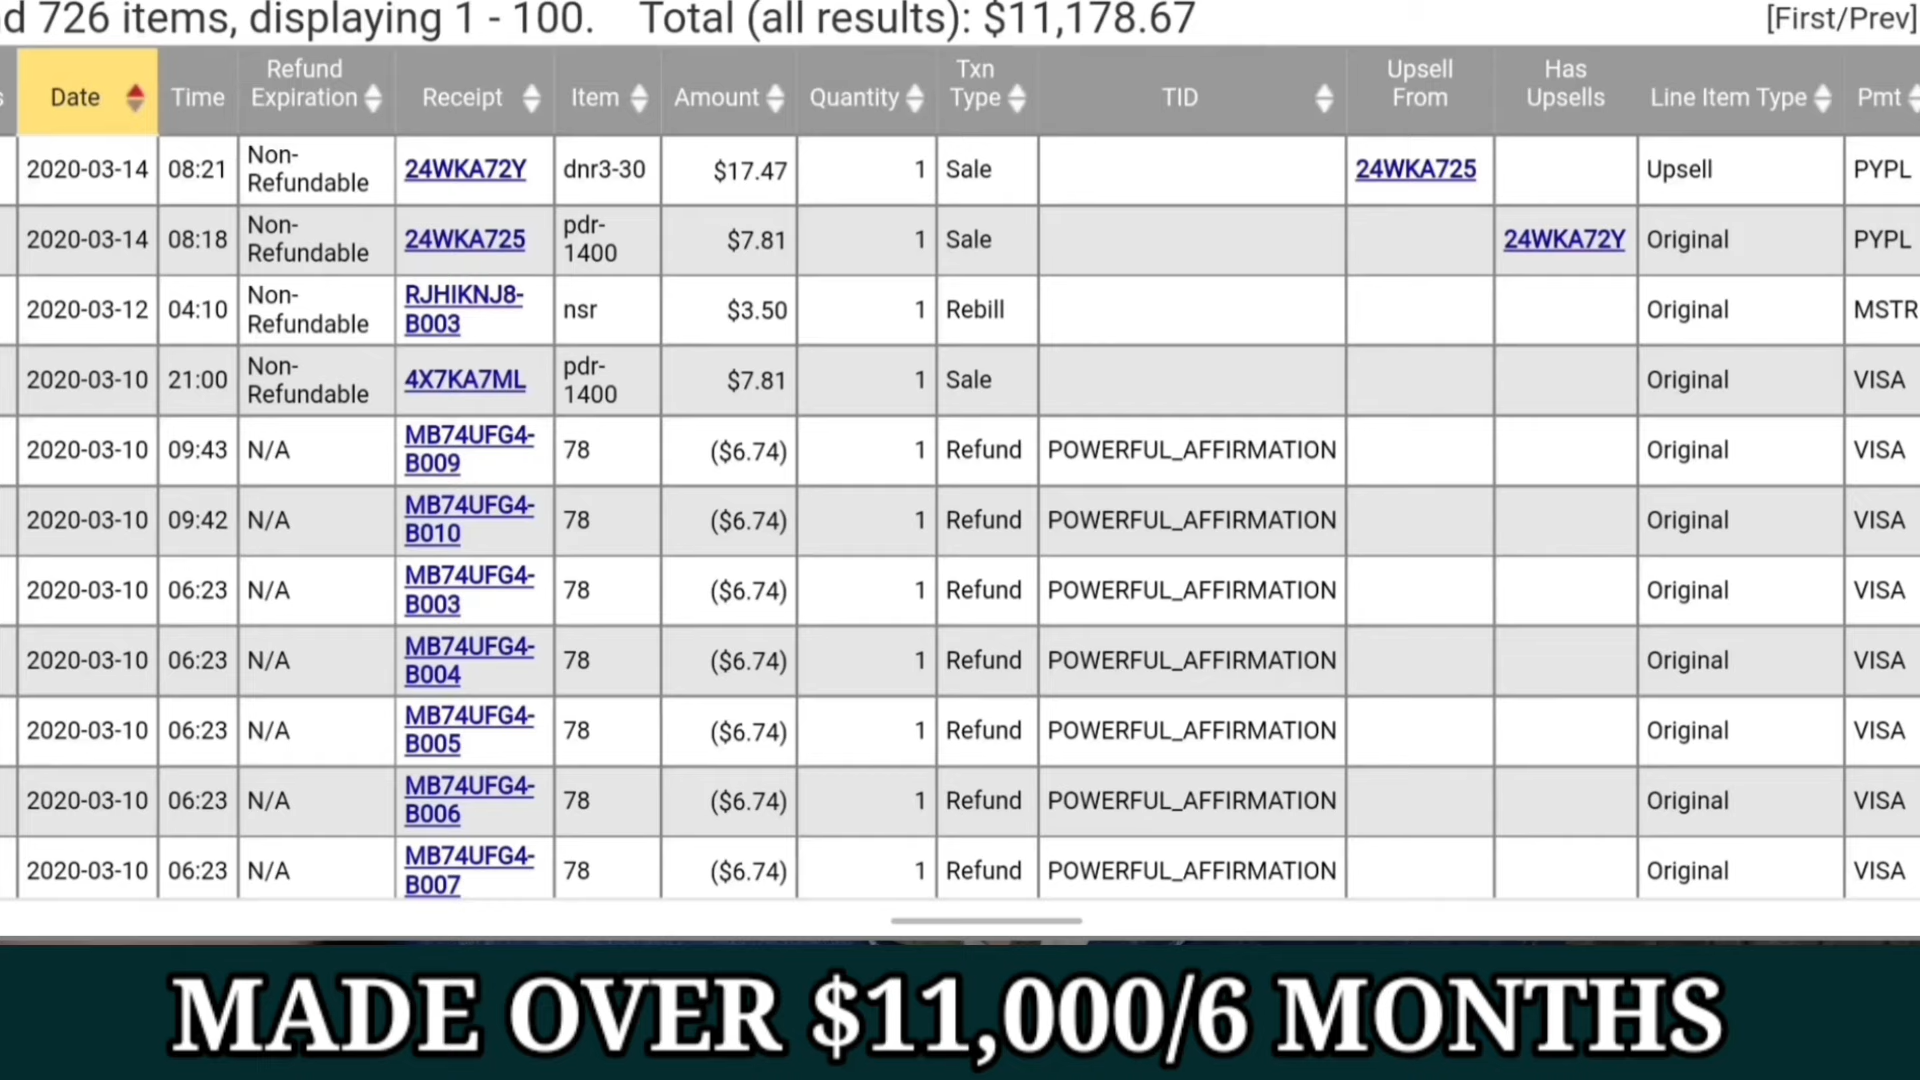 726 items, displaying 1 - 100. Total (all results): $11,178.67 [First/Prev]
Date Time Refund Expiration Receipt Item Amount Quantity Txn Type TID Upsell From Has Upsells Line Item Type Pmt
2020-03-14 08:21 Non-Refundable 24WKA72Y dnr3-30 $17.47 1 Sale 24WKA725 Upsell PYPL
2020-03-14 08:18 Non-Refundable 24WKA725 pdr-1400 $7.81 1 Sale 24WKA72Y Original PYPL
2020-03-12 04:10 Non-Refundable RJHIKNJ8-B003 nsr $3.50 1 Rebill Original MSTR
2020-03-10 21:00 Non-Refundable 4X7KA7ML pdr-1400 $7.81 1 Sale Original VISA
2020-03-10 09:43 N/A MB74UFG4-B009 78 ($6.74) 1 Refund POWERFUL_AFFIRMATION Original VISA
2020-03-10 09:42 N/A MB74UFG4-B010 78 ($6.74) 1 Refund POWERFUL_AFFIRMATION Original VISA
2020-03-10 06:23 N/A MB74UFG4-B003 78 ($6.74) 1 Refund POWERFUL_AFFIRMATION Original VISA
2020-03-10 06:23 N/A MB74UFG4-B004 78 ($6.74) 1 Refund POWERFUL_AFFIRMATION Original VISA
2020-03-10 06:23 N/A MB74UFG4-B005 78 ($6.74) 1 Refund POWERFUL_AFFIRMATION Original VISA
2020-03-10 06:23 N/A MB74UFG4-B006 78 ($6.74) 1 Refund POWERFUL_AFFIRMATION Original VISA
2020-03-10 06:23 N/A MB74UFG4-B007 78 ($6.74) 1 Refund POWERFUL_AFFIRMATION Original VISA
MADE OVER $11,000/6 MONTHS